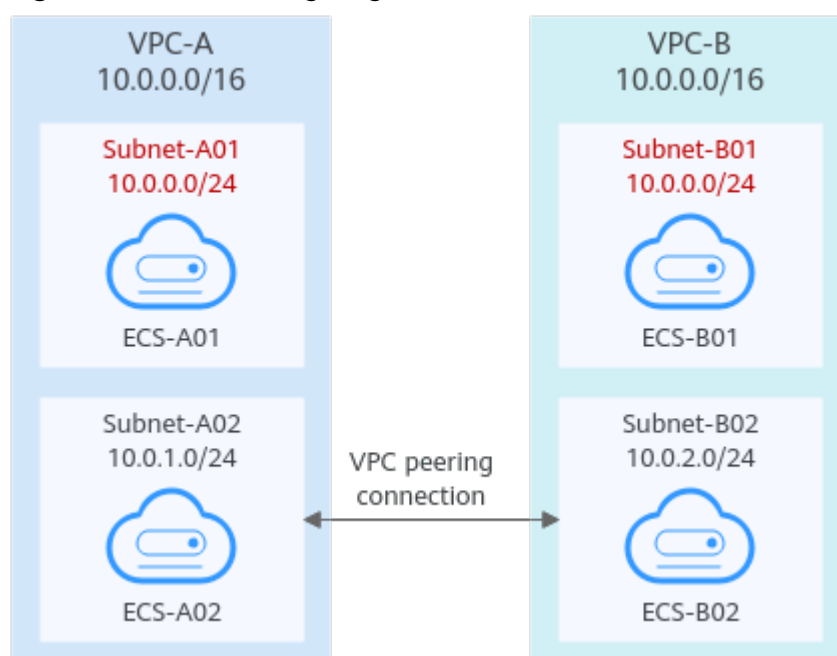 VPC-A
10.0.0.0/16
Subnet-A01
10.0.0.0/24
ECS-A01
Subnet-A02
10.0.1.0/24
ECS-A02
VPC peering
connection
VPC-B
10.0.0.0/16
Subnet-B01
10.0.0.0/24
ECS-B01
Subnet-B02
10.0.2.0/24
ECS-B02